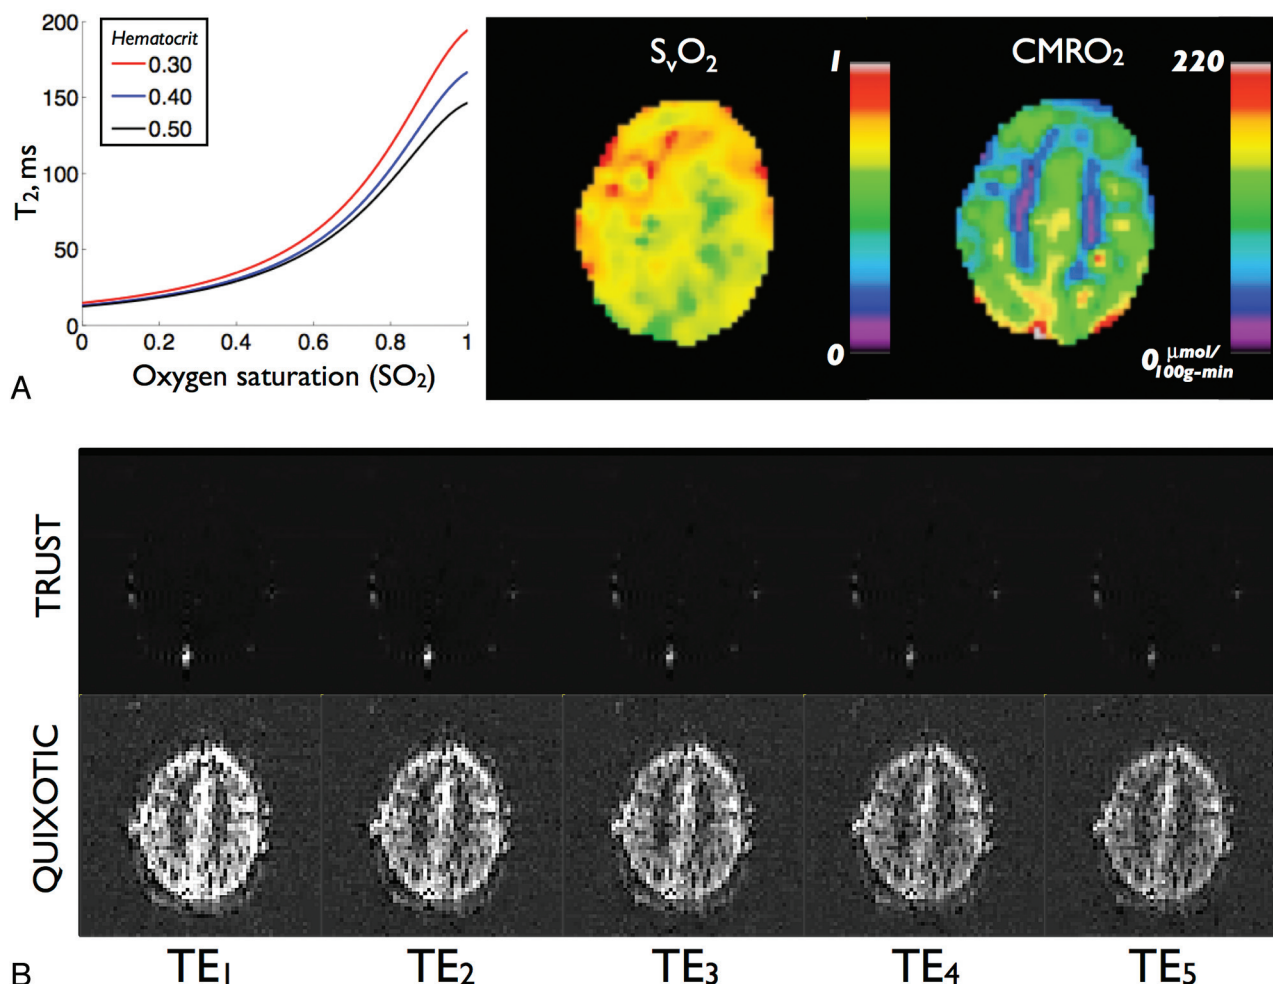 200
150
100
50
0
T2, ms
Hematocrit
0.30
0.40
0.50
0 0.2 0.4 0.6 0.8 1
Oxygen saturation (SO2)
A
SvO2
1
0
CMRO2
220
0 μmol/
100g-min
TRUST
QUIXOTIC
B
TE1 TE2 TE3 TE4 TE5